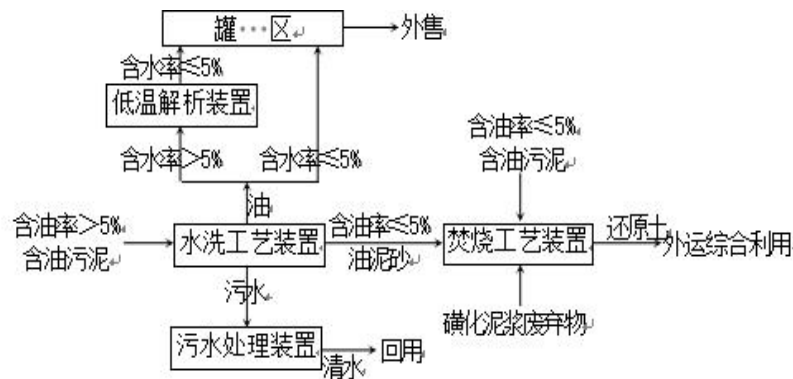 罐…区
外售
含水率≤5%
低温解析装置
含水率>5%
含水率≤5%
含油率≤5%
含油污泥
油
含油率>5%
含油污泥
水洗工艺装置
含油率≤5%
油泥砂
焚烧工艺装置
还原土
外运综合利用
污水
磺化泥浆废弃物
污水处理装置
清水
回用